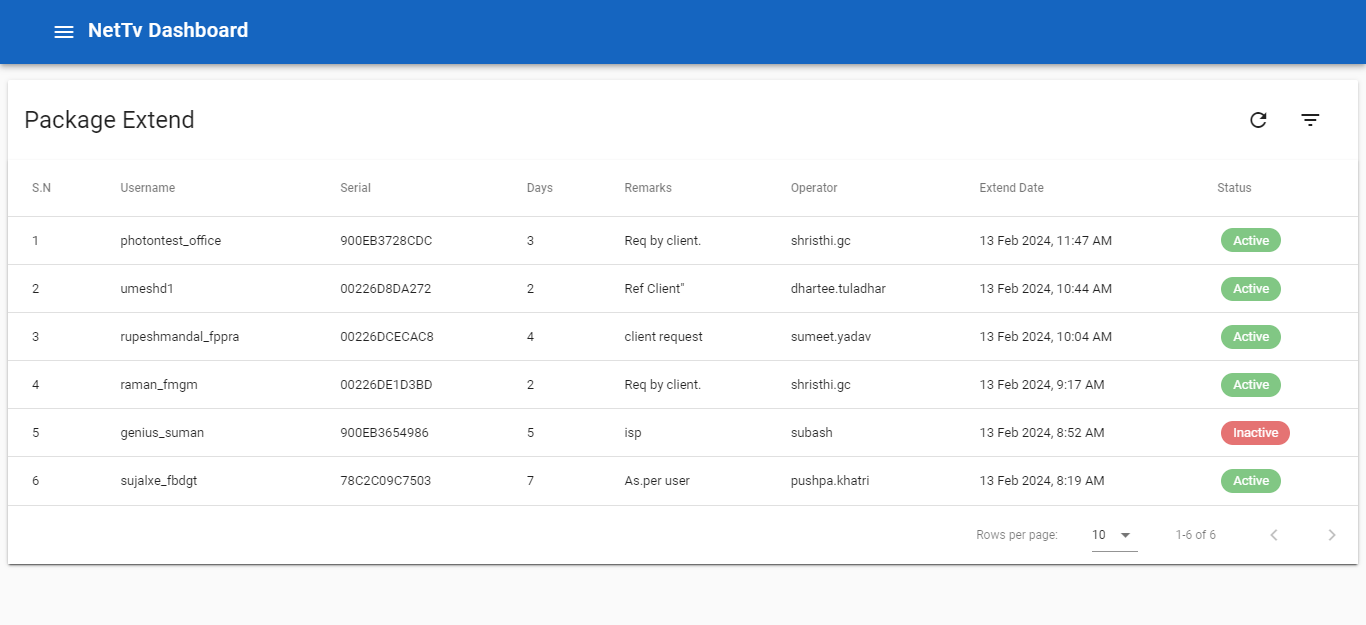 NetTv Dashboard
Package Extend
S.N Username Serial Days Remarks Operator Extend Date Status
1 photontest_office 900EB3728CDC 3 Req by client. shristhi.gc 13 Feb 2024, 11:47 AM Active
2 umeshd1 00226D8DA272 2 Ref Client" dhartee.tuladhar 13 Feb 2024, 10:44 AM Active
3 rupeshmandal_fppra 00226DCECAC8 4 client request sumeet.yadav 13 Feb 2024, 10:04 AM Active
4 raman_fmgm 00226DE1D3BD 2 Req by client. shristhi.gc 13 Feb 2024, 9:17 AM Active
5 genius_suman 900EB3654986 5 isp subash 13 Feb 2024, 8:52 AM Inactive
6 sujalxe_fbdgt 78C2C09C7503 7 As.per user pushpa.khatri 13 Feb 2024, 8:19 AM Active
Rows per page: 10 1-6 of 6